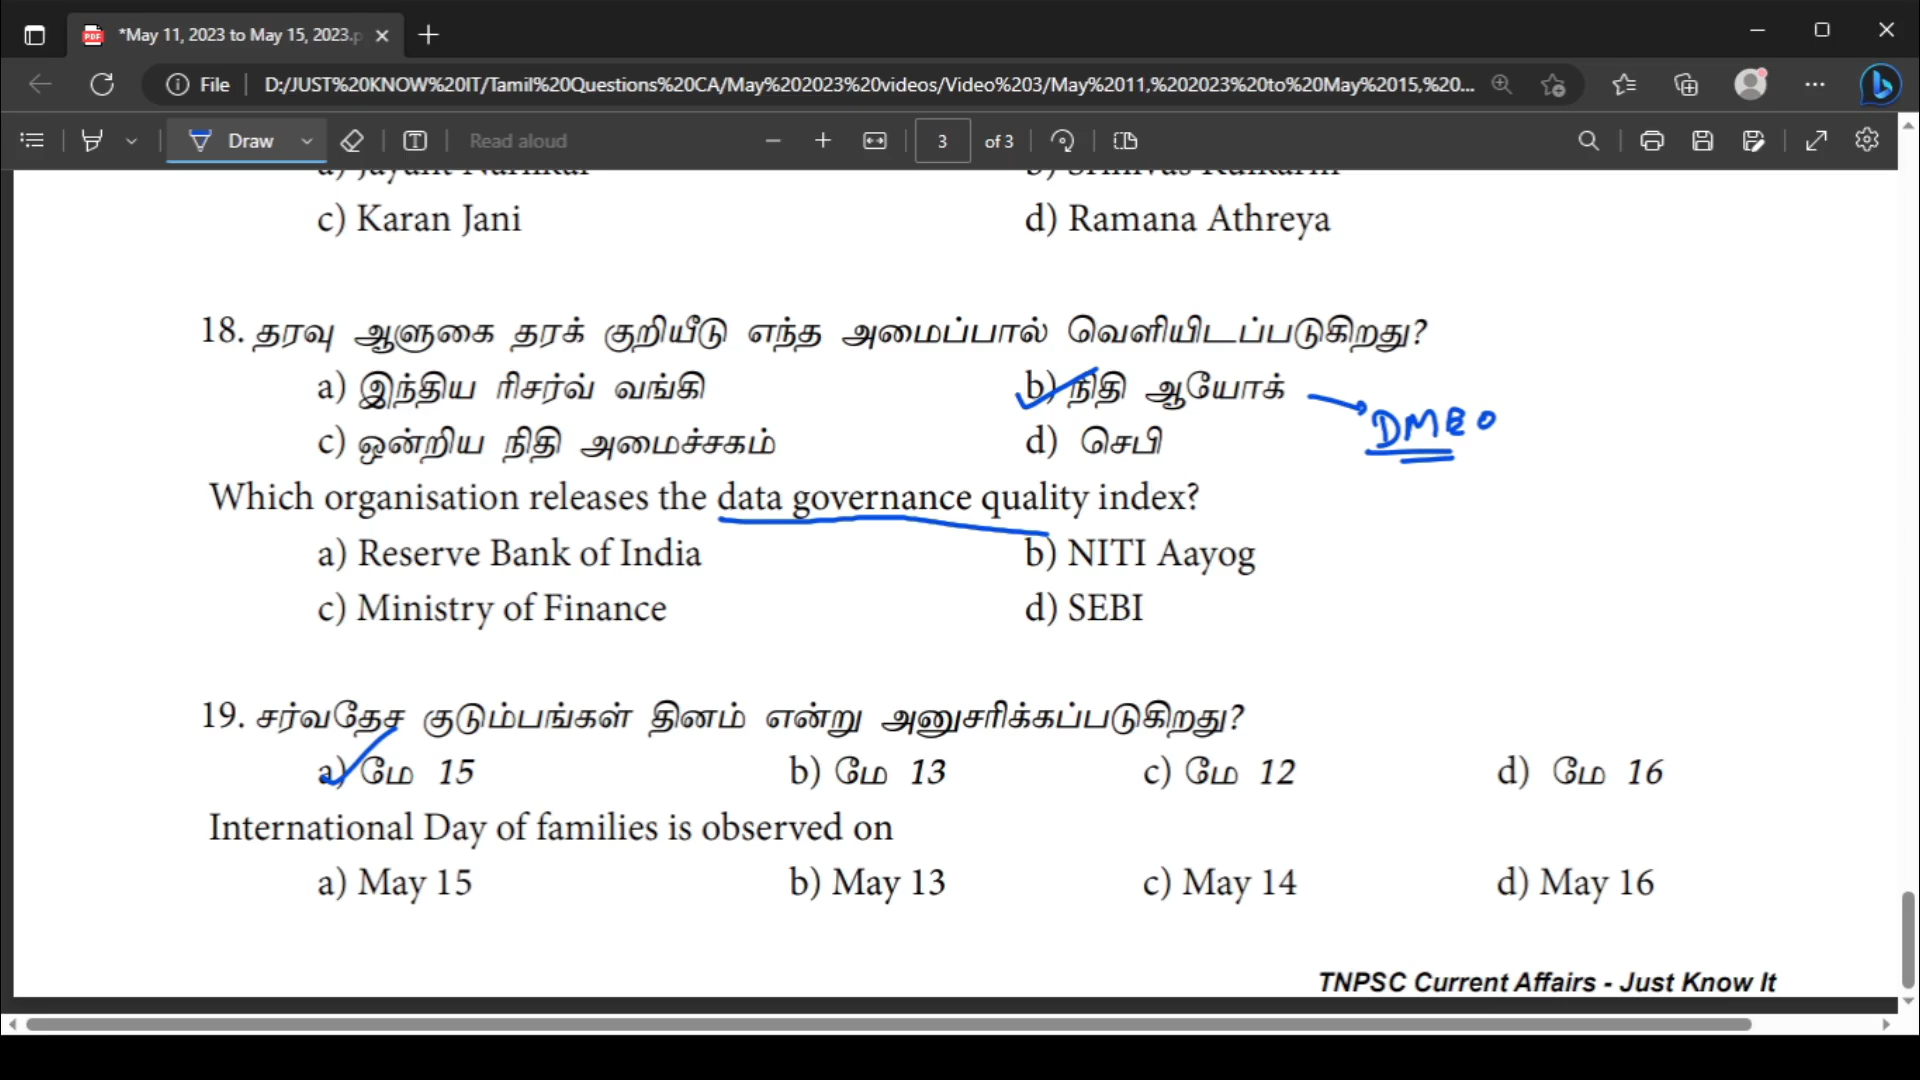 *May 11, 2023 to May 15, 2023.p
File
D:/JUST%20KNOW%20IT/Tamil%20Questions%20CA/May%202023%20videos/Video%203/May%2011,%202023%20to%20May%2015,%20...
Draw
Read aloud
3 of 3
c) Karan Jani d) Ramana Athreya
18. தரவு ஆளுகை தரக் குறியீடு எந்த அமைப்பால் வெளியிடப்படுகிறது?
a) இந்திய ரிசர்வ் வங்கி b) நிதி ஆயோக்
DMEO
c) ஒன்றிய நிதி அமைச்சகம் d) செபி
Which organisation releases the data governance quality index?
a) Reserve Bank of India b) NITI Aayog
c) Ministry of Finance d) SEBI
19. சர்வதேச குடும்பங்கள் தினம் என்று அனுசரிக்கப்படுகிறது?
a) மே 15 b) மே 13 c) மே 12 d) மே 16
International Day of families is observed on
a) May 15 b) May 13 c) May 14 d) May 16
TNPSC Current Affairs - Just Know It